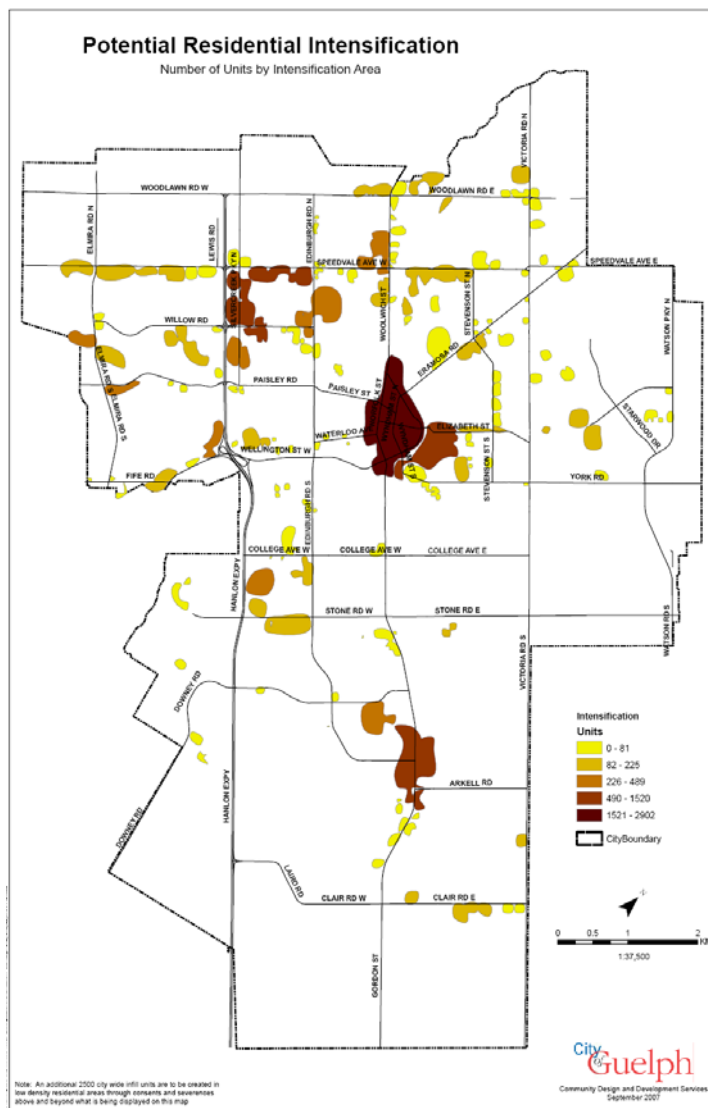 Potential Residential Intensification
Number of Units by Intensification Area
VICTORIA RD N
WOODLAWN RD W
WOODLAWN RD E
ELMIRA RD N
LEWIS RD
EDINBURGH RD N
SPEEDVALE AVE W
SPEEDVALE AVE E
WOOLWICH ST
STEVENSON ST N
WATSON PKY N
WILLOW RD
ERAMOSA RD
ELMIRA RD S
ELMIRA RD S
PAISLEY RD
PAISLEY ST
STARWOOD DR
ELIZABETH ST
WELLINGTON ST W
STEVENSON ST S
FIFE RD
YORK RD
EDINBURGH RD S
COLLEGE AVE W
COLLEGE AVE W
COLLEGE AVE E
HANLON EXPY
STONE RD W
STONE RD E
WATSON RD S
VICTORIA RD S
DOWNEY RD
HANLON EXPY
ARKELL RD
DOWNEY RD
LAIRD RD
CLAIR RD W
CLAIR RD E
GORDON ST
Intensification
Units
0 - 81
82 - 225
226 - 489
490 - 1520
1521 - 2902
CityBoundary
0 0.5 1 2
1:37,500
City of Guelph
Community Design and Development Services
September 2007
Note: An additional 2500 city wide infill units are to be created in
low density residential areas through consents and severences
above and beyond what is being displayed on this map